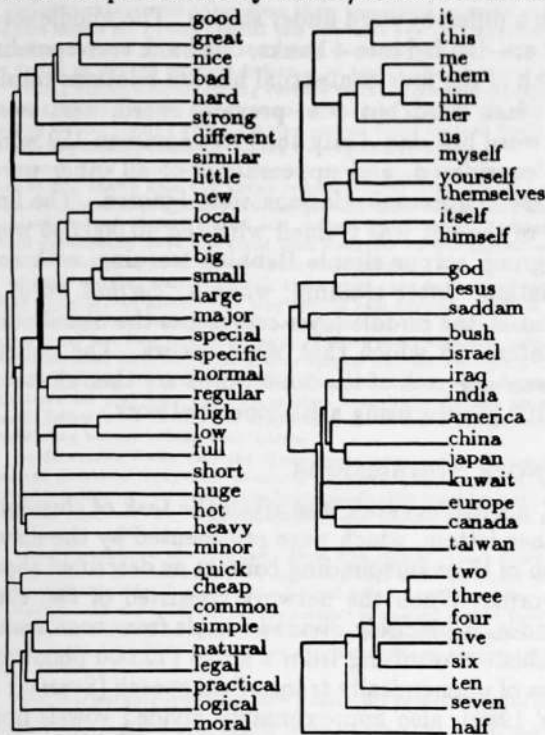 good
great
nice
bad
hard
strong
different
similar
little
new
local
real
big
small
large
major
special
specific
normal
regular
high
low
full
short
huge
hot
heavy
minor
quick
cheap
common
simple
natural
legal
practical
logical
moral
it
this
me
them
him
her
us
myself
yourself
themselves
itself
himself
god
jesus
saddam
bush
israel
iraq
india
america
china
japan
kuwait
europe
canada
taiwan
two
three
four
five
six
ten
seven
half